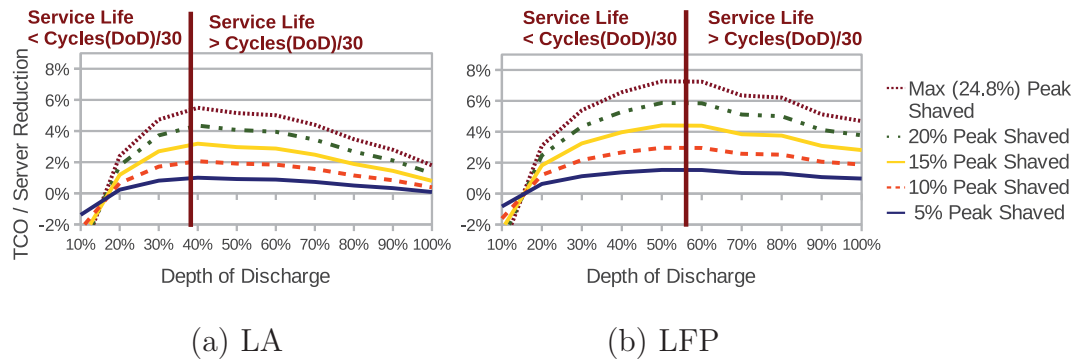 Service Life
< Cycles(DoD)/30
Service Life
> Cycles(DoD)/30
TCO / Server Reduction
8%
6%
4%
2%
0%
-2%
10% 20% 30% 40% 50% 60% 70% 80% 90% 100%
Depth of Discharge
(a) LA
Service Life
< Cycles(DoD)/30
Service Life
> Cycles(DoD)/30
8%
6%
4%
2%
0%
-2%
10% 20% 30% 40% 50% 60% 70% 80% 90% 100%
Depth of Discharge
(b) LFP
Max (24.8%) Peak
Shaved
20% Peak Shaved
15% Peak Shaved
10% Peak Shaved
5% Peak Shaved